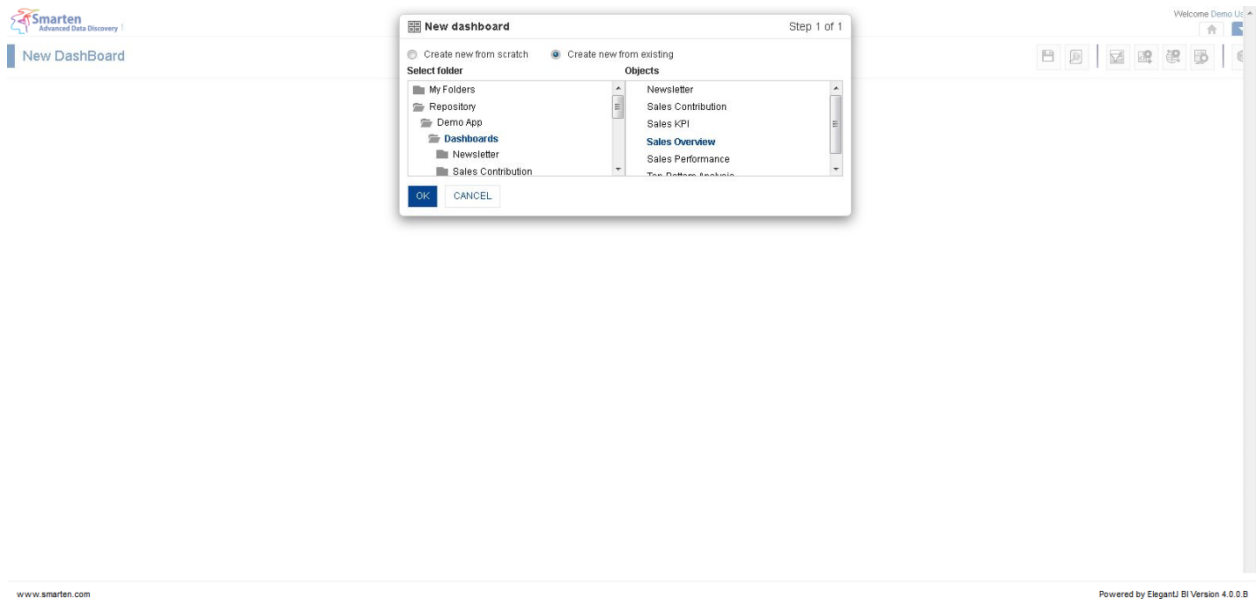 Smarten
Advanced Data Discovery
Welcome Demo Us
New DashBoard
New dashboard
Step 1 of 1
Create new from scratch
Create new from existing
Select folder
Objects
My Folders
Repository
Demo App
Dashboards
Newsletter
Sales Contribution
Newsletter
Sales Contribution
Sales KPI
Sales Overview
Sales Performance
OK
CANCEL
www.smarten.com
Powered by ElegantJ BI Version 4.0.0.B